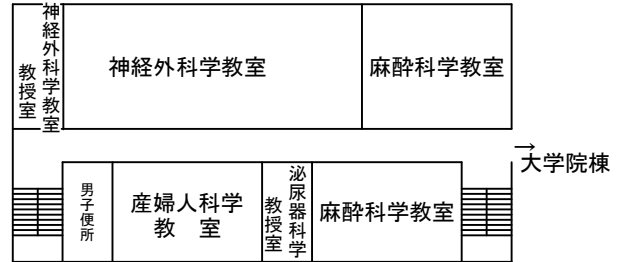 神経外科学教室
教授室
神経外科学教室
麻酔科学教室
→
大学院棟
男子便所
産婦人科学
教　室
泌尿器科学
教授室
麻酔科学教室